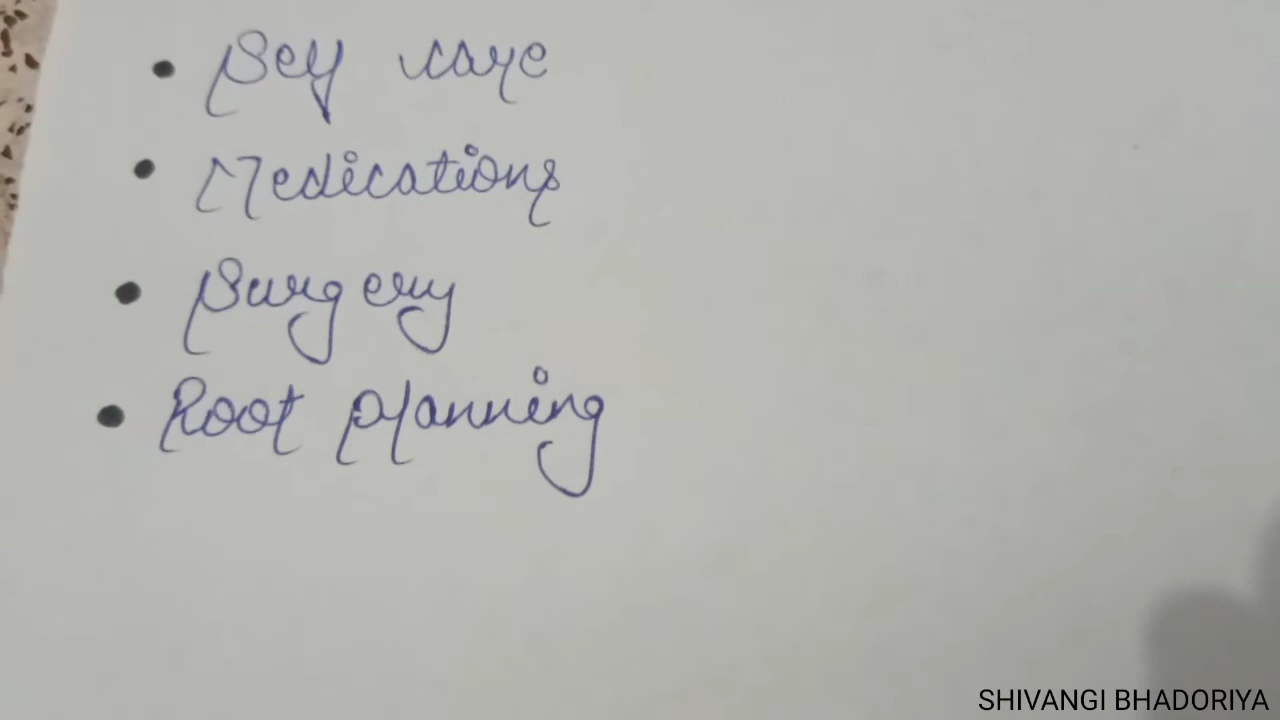 • Self care
• Medications
• Surgery
• Root planning
SHIVANGI BHADORIYA